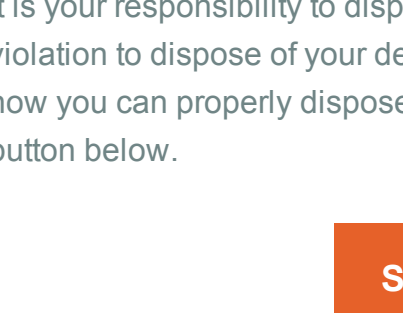 t is your responsibility to disp
violation to dispose of your de
how you can properly dispose
button below.
S